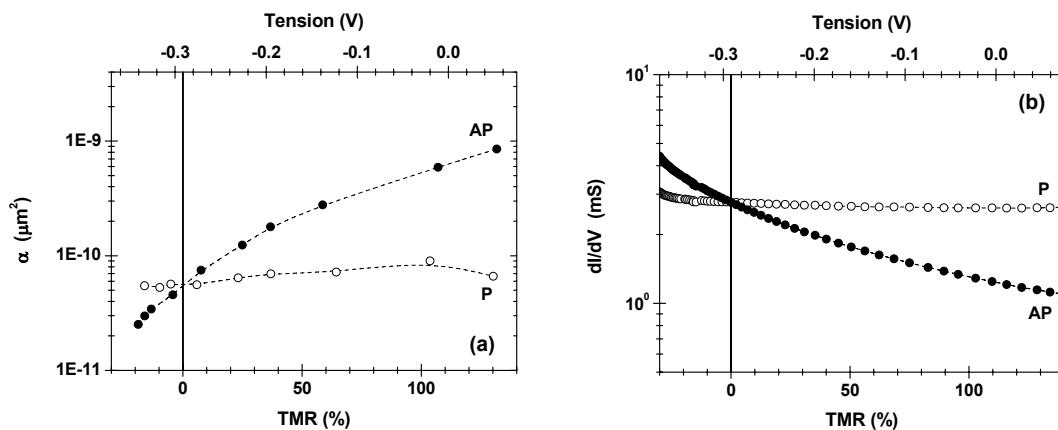 Tension (V)
-0.3 -0.2 -0.1 0.0
1E-9
1E-10
1E-11
α (μm²)
AP
P
(a)
0 50 100
TMR (%)
Tension (V)
-0.3 -0.2 -0.1 0.0
10¹
10⁰
dI/dV (mS)
(b)
P
AP
0 50 100
TMR (%)